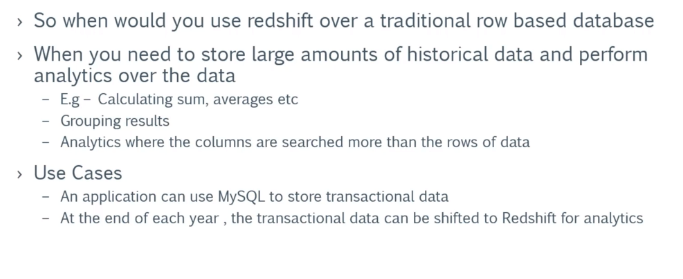 › So when would you use redshift over a traditional row based database
› When you need to store large amounts of historical data and perform
analytics over the data
– E.g – Calculating sum, averages etc
– Grouping results
– Analytics where the columns are searched more than the rows of data
› Use Cases
– An application can use MySQL to store transactional data
– At the end of each year , the transactional data can be shifted to Redshift for analytics